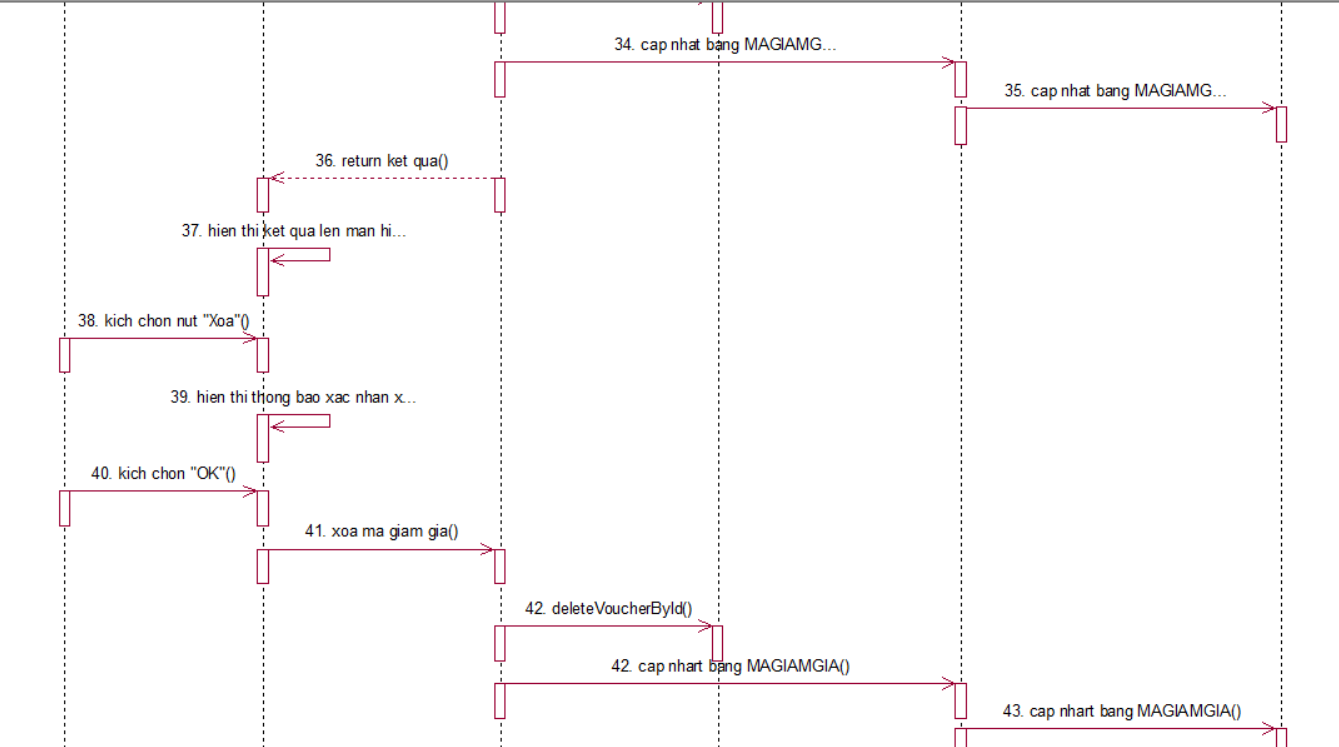 34. cap nhat bang MAGIAMG...
35. cap nhat bang MAGIAMG...
36. return ket qua()
37. hien thi ket qua len man hi...
38. kich chon nut "Xoa"()
39. hien thi thong bao xac nhan x...
40. kich chon "OK"()
41. xoa ma giam gia()
42. deleteVoucherById()
42. cap nhart bang MAGIAMGIA()
43. cap nhart bang MAGIAMGIA()